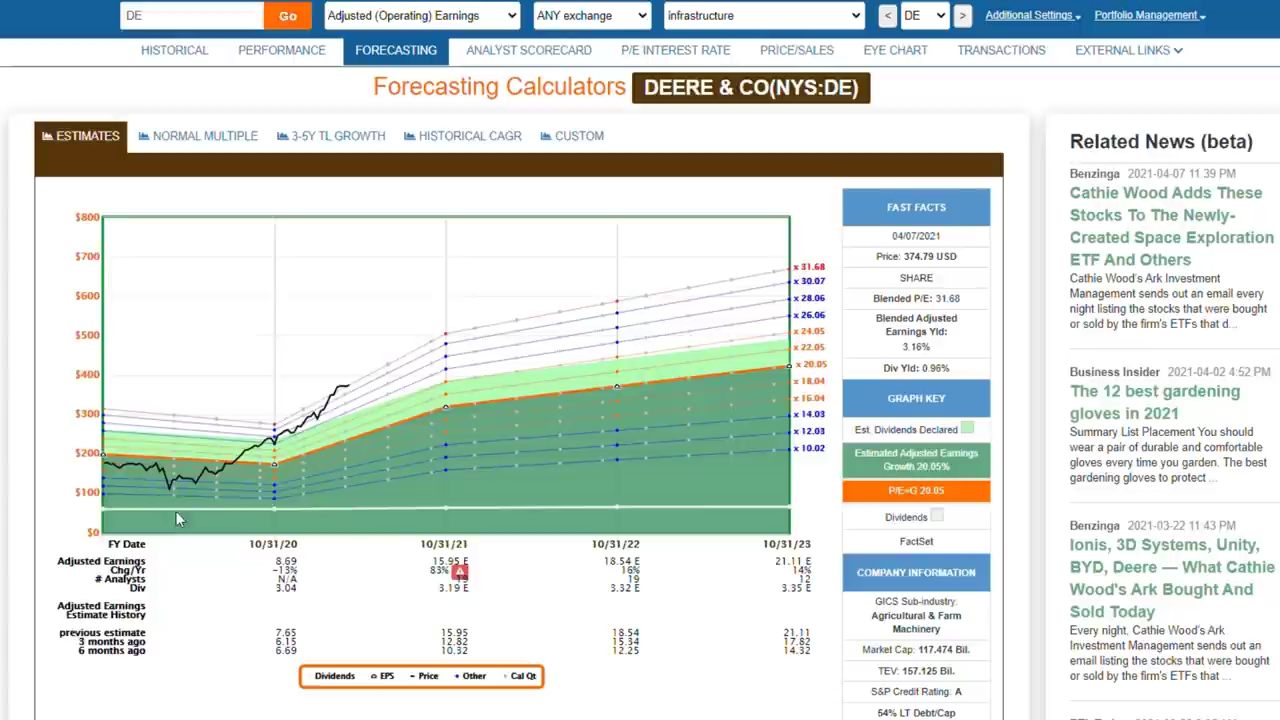 DE Go Adjusted (Operating) Earnings ANY exchange infrastructure < DE > Additional Settings Portfolio Management
HISTORICAL PERFORMANCE FORECASTING ANALYST SCORECARD P/E INTEREST RATE PRICE/SALES EYE CHART TRANSACTIONS EXTERNAL LINKS
Forecasting Calculators DEERE & CO(NYS:DE)
ESTIMATES NORMAL MULTIPLE 3-5Y TL GROWTH HISTORICAL CAGR CUSTOM
$800
$700
$600
$500
$400
$300
$200
$100
$0
x 31.68
x 30.07
x 28.06
x 26.06
x 24.05
x 22.05
x 20.05
x 18.04
x 16.04
x 14.03
x 12.03
x 10.02
FY Date 10/31/20 10/31/21 10/31/22 10/31/23
Adjusted Earnings 8.69 15.95 E 18.54 E 21.11 E
Chg/Yr -13% 83% 16% 14%
# Analysts N/A 19 19 12
Div 3.04 3.19 E 3.32 E 3.35 E
Adjusted Earnings
Estimate History
previous estimate 7.65 15.95 18.54 21.11
3 months ago 6.15 12.82 15.34 17.82
6 months ago 6.69 10.32 12.25 14.32
Dividends EPS Price Other Cal Qt
FAST FACTS
04/07/2021
Price: 374.79 USD
SHARE
Blended P/E: 31.68
Blended Adjusted
Earnings Yld:
3.16%
Div Yld: 0.96%
GRAPH KEY
Est. Dividends Declared
Estimated Adjusted Earnings
Growth 20.05%
P/E=G 20.05
Dividends
FactSet
COMPANY INFORMATION
GICS Sub-industry:
Agricultural & Farm
Machinery
Market Cap: 117.474 Bil.
TEV: 157.125 Bil.
S&P Credit Rating: A
54% LT Debt/Cap
Related News (beta)
Benzinga 2021-04-07 11:39 PM
Cathie Wood Adds These
Stocks To The Newly-
Created Space Exploration
ETF And Others
Cathie Wood's Ark Investment
Management sends out an email every
night listing the stocks that were bought
or sold by the firm's ETFs that d...
Business Insider 2021-04-02 4:52 PM
The 12 best gardening
gloves in 2021
Summary List Placement You should
wear a pair of durable and comfortable
gloves every time you garden. The best
gardening gloves to protect ...
Benzinga 2021-03-22 11:43 PM
Ionis, 3D Systems, Unity,
BYD, Deere — What Cathie
Wood's Ark Bought And
Sold Today
Every night, Cathie Wood's Ark
Investment Management sends out an
email listing the stocks that were bought
or sold by the firm's ETFs that ...